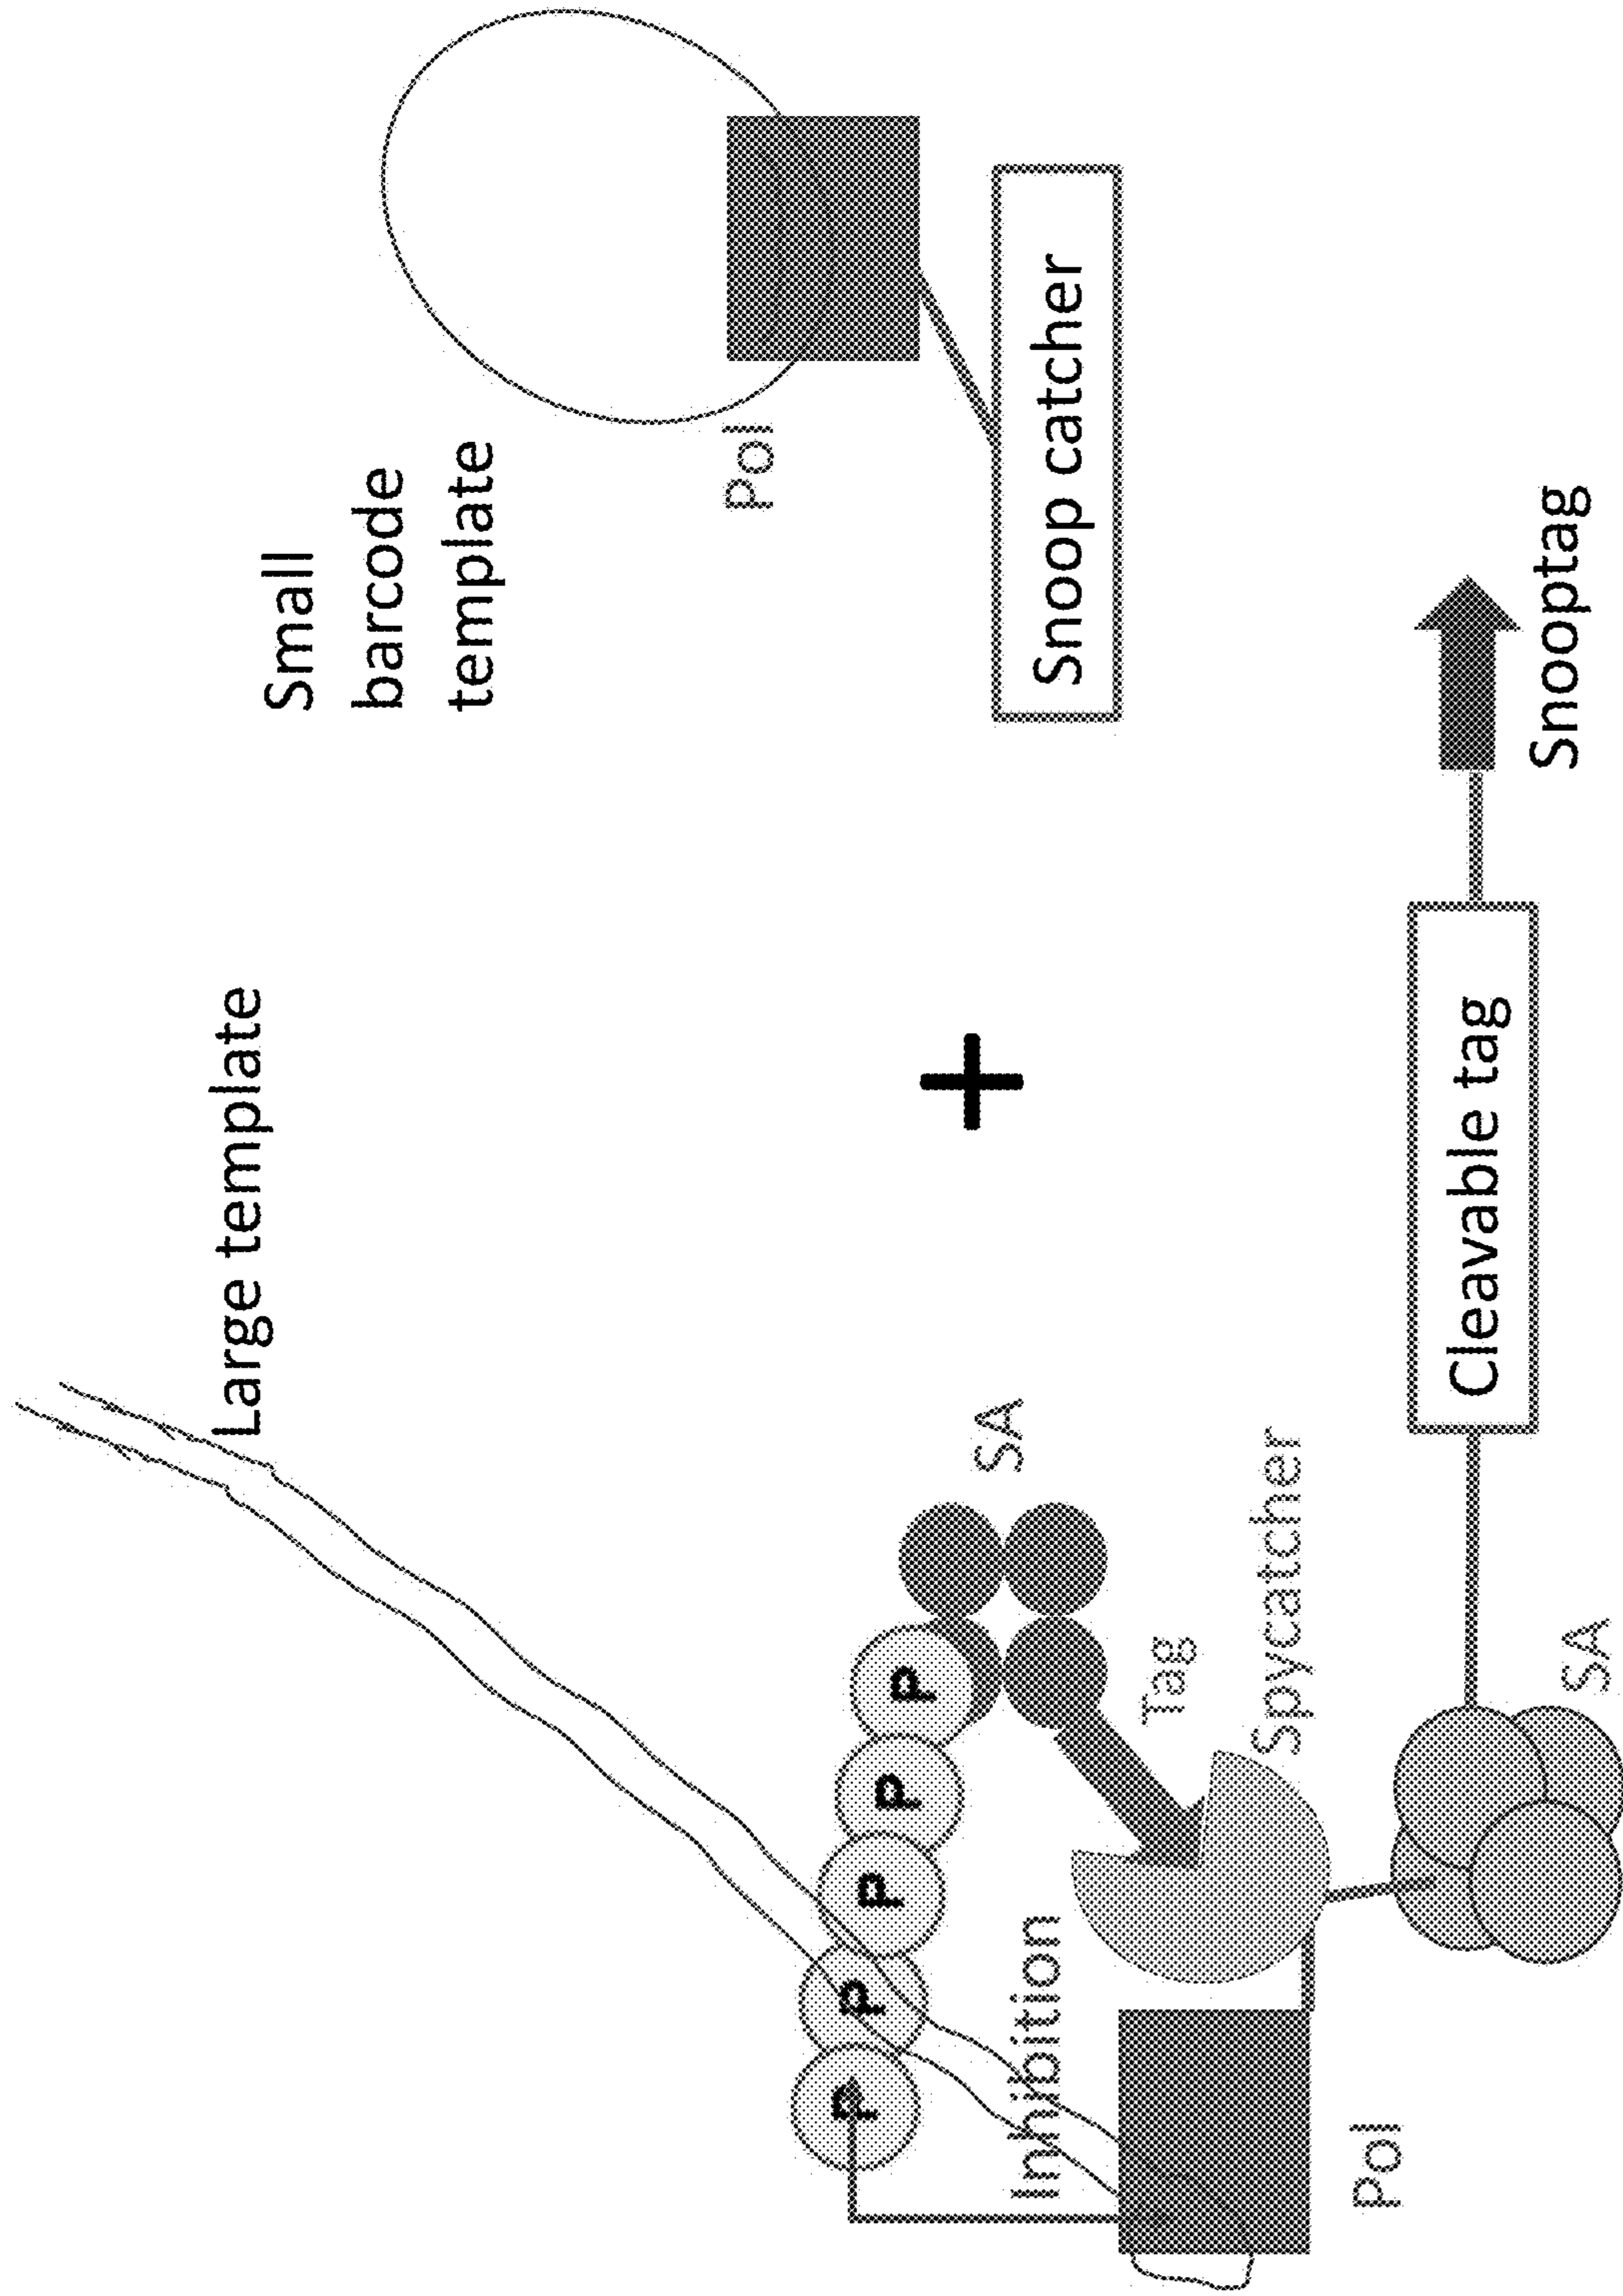 Large template
Small
barcode
template
P
P
P
P
P
Inhibition
SA
Pol
+
Snoop catcher
Tag
Spycatcher
Pol
Cleavable tag
SA
Snooptag